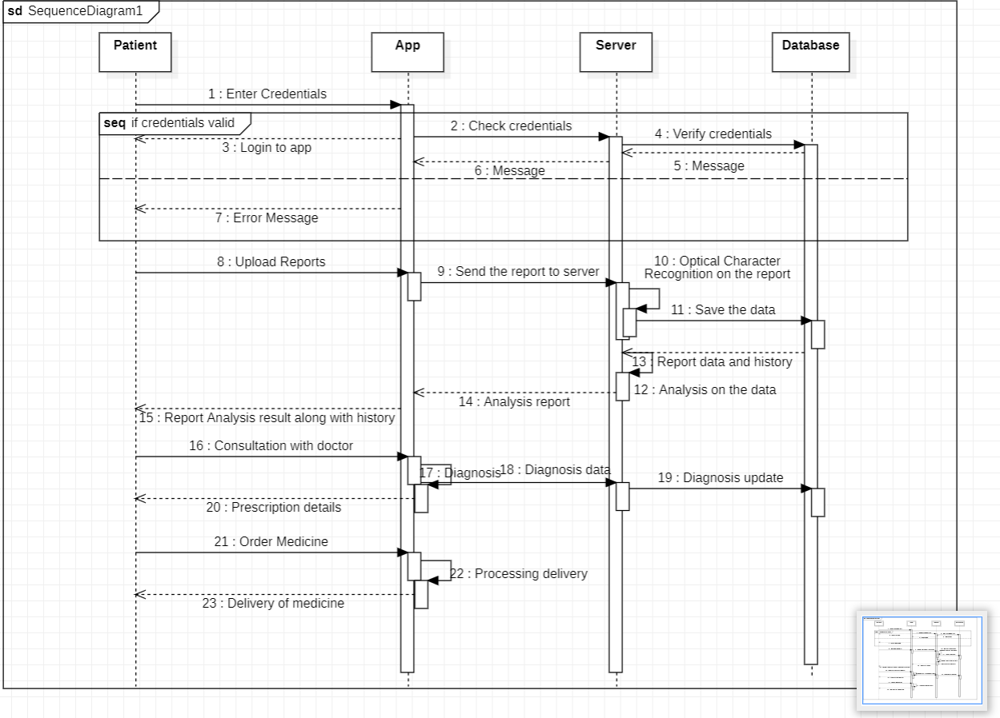 sd SequenceDiagram1
Patient
App
Server
Database
1 : Enter Credentials
seq if credentials valid
2 : Check credentials
4 : Verify credentials
3 : Login to app
6 : Message
5 : Message
7 : Error Message
8 : Upload Reports
9 : Send the report to server
10 : Optical Character
Recognition on the report
11 : Save the data
13 : Report data and history
12 : Analysis on the data
14 : Analysis report
15 : Report Analysis result along with history
16 : Consultation with doctor
17 : Diagnosis
18 : Diagnosis data
19 : Diagnosis update
20 : Prescription details
21 : Order Medicine
22 : Processing delivery
23 : Delivery of medicine